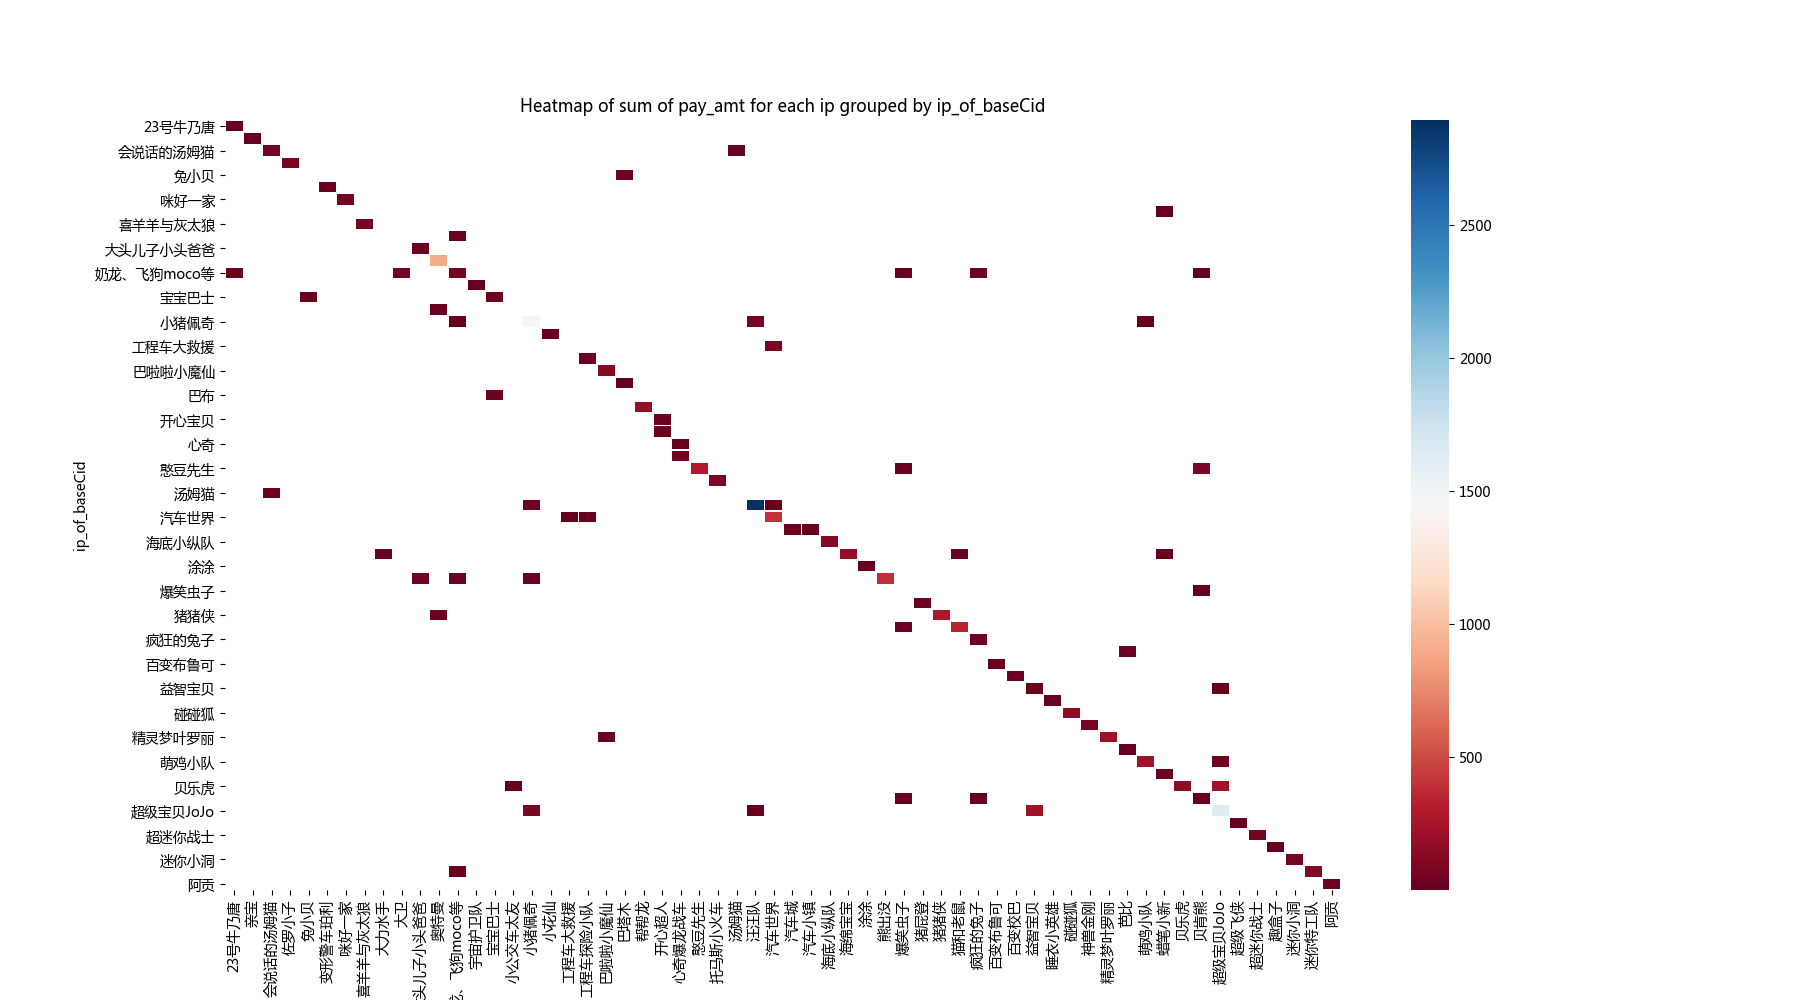 Heatmap of sum of pay_amt for each ip grouped by ip_of_baseCid
ip_of_baseCid
23号牛乃唐
会说话的汤姆猫
兔小贝
咪好一家
喜羊羊与灰太狼
大头儿子小头爸爸
奶龙、飞狗moco等
宝宝巴士
小猪佩奇
工程车大救援
巴啦啦小魔仙
巴布
开心宝贝
心奇
憨豆先生
汤姆猫
汽车世界
海底小纵队
涂涂
爆笑虫子
猪猪侠
疯狂的兔子
百变布鲁可
益智宝贝
碰碰狐
精灵梦叶罗丽
萌鸡小队
贝乐虎
超级宝贝JoJo
超迷你战士
迷你小洞
阿贡
23号牛乃唐
亲宝
会说话的汤姆猫
佐罗小子
兔小贝
变形警车珀利
咪好一家
喜羊羊与灰太狼
大力水手
大卫
头儿子小头爸爸
奥特曼
龙、飞狗moco等
宇宙护卫队
宝宝巴士
小公交车太友
小猪佩奇
小花仙
工程车大救援
工程车探险小队
巴啦啦小魔仙
巴塔木
帮帮龙
开心超人
心奇爆龙战车
憨豆先生
托马斯小火车
汤姆猫
汪汪队
汽车世界
汽车城
汽车小镇
海底小纵队
海绵宝宝
涂涂
熊出没
爆笑虫子
猪屁登
猪猪侠
猫和老鼠
疯狂的兔子
百变布鲁可
百变校巴
益智宝贝
睡衣小英雄
碰碰狐
神兽金刚
精灵梦叶罗丽
芭比
萌鸡小队
蜡笔小新
贝乐虎
贝肯熊
超级宝贝JoJo
超级飞侠
超迷你战士
趣盒子
迷你小洞
迷你特工队
阿贡
2500
2000
1500
1000
500